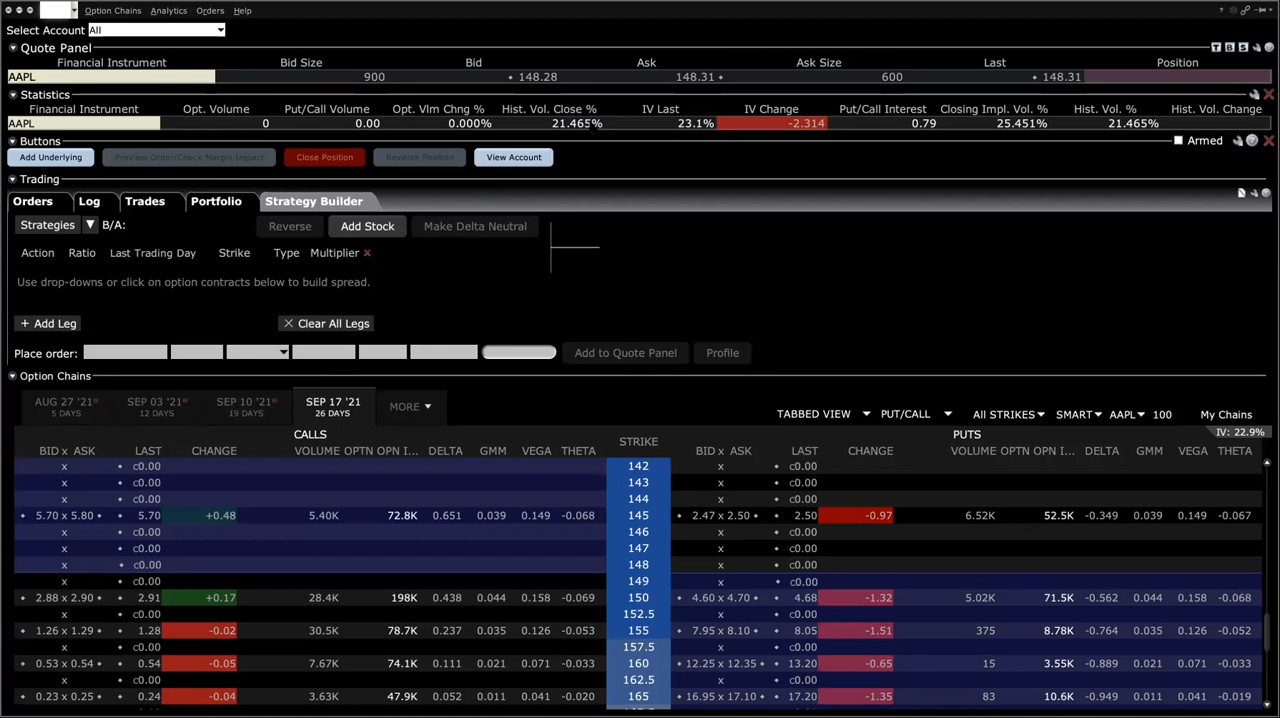 Option Chains Analytics Orders Help ?
Select Account All
Quote Panel T B S
Financial Instrument Bid Size Bid Ask Ask Size Last Position
AAPL 900 148.28 148.31 600 148.31
Statistics
Financial Instrument Opt. Volume Put/Call Volume Opt. Vlm Chng % Hist. Vol. Close % IV Last IV Change Put/Call Interest Closing Impl. Vol. % Hist. Vol. % Hist. Vol. Change
AAPL 0 0.00 0.000% 21.465% 23.1% -2.314 0.79 25.451% 21.465%
Buttons Armed
Add Underlying Preview Order/Check Margin Impact Close Position Reverse Position View Account
Trading
Orders Log Trades Portfolio Strategy Builder
Strategies B/A: Reverse Add Stock Make Delta Neutral
Action Ratio Last Trading Day Strike Type Multiplier x
Use drop-downs or click on option contracts below to build spread.
+ Add Leg X Clear All Legs
Place order: Add to Quote Panel Profile
Option Chains
AUG 27 '21w SEP 03 '21w SEP 10 '21w SEP 17 '21 MORE
5 DAYS 12 DAYS 19 DAYS 26 DAYS
TABBED VIEW PUT/CALL All STRIKES SMART AAPL 100 My Chains
CALLS STRIKE PUTS IV: 22.9%
BID x ASK LAST CHANGE VOLUME OPTN OPN I... DELTA GMM VEGA THETA BID x ASK LAST CHANGE VOLUME OPTN OPN I... DELTA GMM VEGA THETA
x c0.00 142 x c0.00
x c0.00 143 x c0.00
x c0.00 144 x c0.00
5.70 x 5.80 5.70 +0.48 5.40K 72.8K 0.651 0.039 0.149 -0.068 145 2.47 x 2.50 2.50 -0.97 6.52K 52.5K -0.349 0.039 0.149 -0.067
x c0.00 146 x c0.00
x c0.00 147 x c0.00
x c0.00 148 x c0.00
x c0.00 149 x c0.00
2.88 x 2.90 2.91 +0.17 28.4K 198K 0.438 0.044 0.158 -0.069 150 4.60 x 4.70 4.68 -1.32 5.02K 71.5K -0.562 0.044 0.158 -0.068
x c0.00 152.5 x c0.00
1.26 x 1.29 1.28 -0.02 30.5K 78.7K 0.237 0.035 0.126 -0.053 155 7.95 x 8.10 8.05 -1.51 375 8.78K -0.764 0.035 0.126 -0.052
x c0.00 157.5 x c0.00
0.53 x 0.54 0.54 -0.05 7.67K 74.1K 0.111 0.021 0.071 -0.033 160 12.25 x 12.35 13.20 -0.65 15 3.55K -0.889 0.021 0.071 -0.033
x c0.00 162.5 x c0.00
0.23 x 0.25 0.24 -0.04 3.63K 47.9K 0.052 0.011 0.041 -0.020 165 16.95 x 17.10 17.20 -1.35 83 10.6K -0.949 0.011 0.041 -0.019